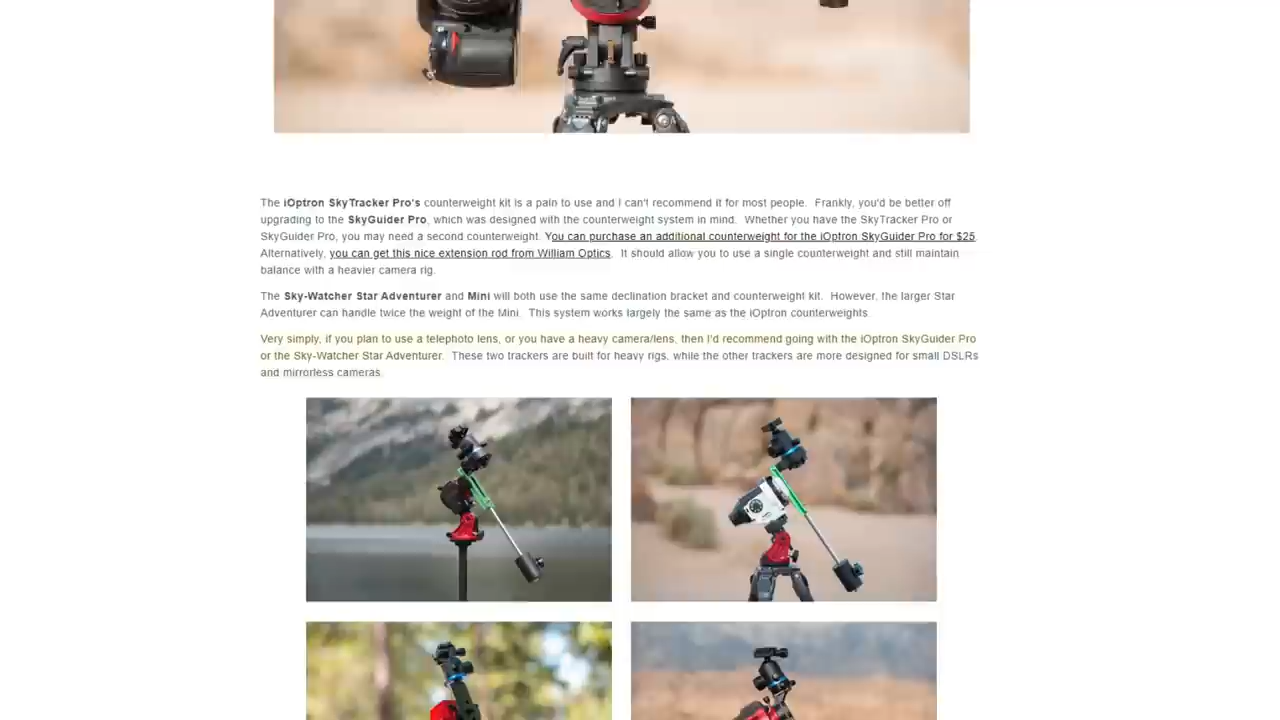 The iOptron SkyTracker Pro's counterweight kit is a pain to use and I can't recommend it for most people. Frankly, you'd be better off
upgrading to the SkyGuider Pro, which was designed with the counterweight system in mind. Whether you have the SkyTracker Pro or
SkyGuider Pro, you may need a second counterweight. You can purchase an additional counterweight for the iOptron SkyGuider Pro for $25.
Alternatively, you can get this nice extension rod from William Optics. It should allow you to use a single counterweight and still maintain
balance with a heavier camera rig.
The Sky-Watcher Star Adventurer and Mini will both use the same declination bracket and counterweight kit. However, the larger Star
Adventurer can handle twice the weight of the Mini. This system works largely the same as the iOptron counterweights.
Very simply, if you plan to use a telephoto lens, or you have a heavy camera/lens, then I'd recommend going with the iOptron SkyGuider Pro
or the Sky-Watcher Star Adventurer. These two trackers are built for heavy rigs, while the other trackers are more designed for small DSLRs
and mirrorless cameras.